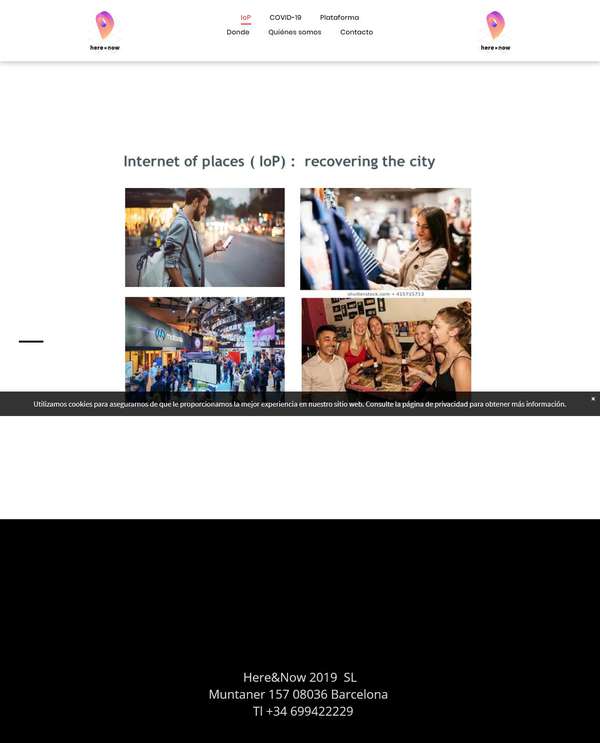 here&now
IoP
COVID-19
Plataforma
Donde
Quiénes somos
Contacto
here&now
Internet of places ( IoP) :  recovering the city
shutterstock.com • 415735773
Utilizamos cookies para asegurarnos de que le proporcionamos la mejor experiencia en nuestro sitio web. Consulte la página de privacidad para obtener más información.
×
Here&Now 2019  SL
Muntaner 157 08036 Barcelona
Tl +34 699422229